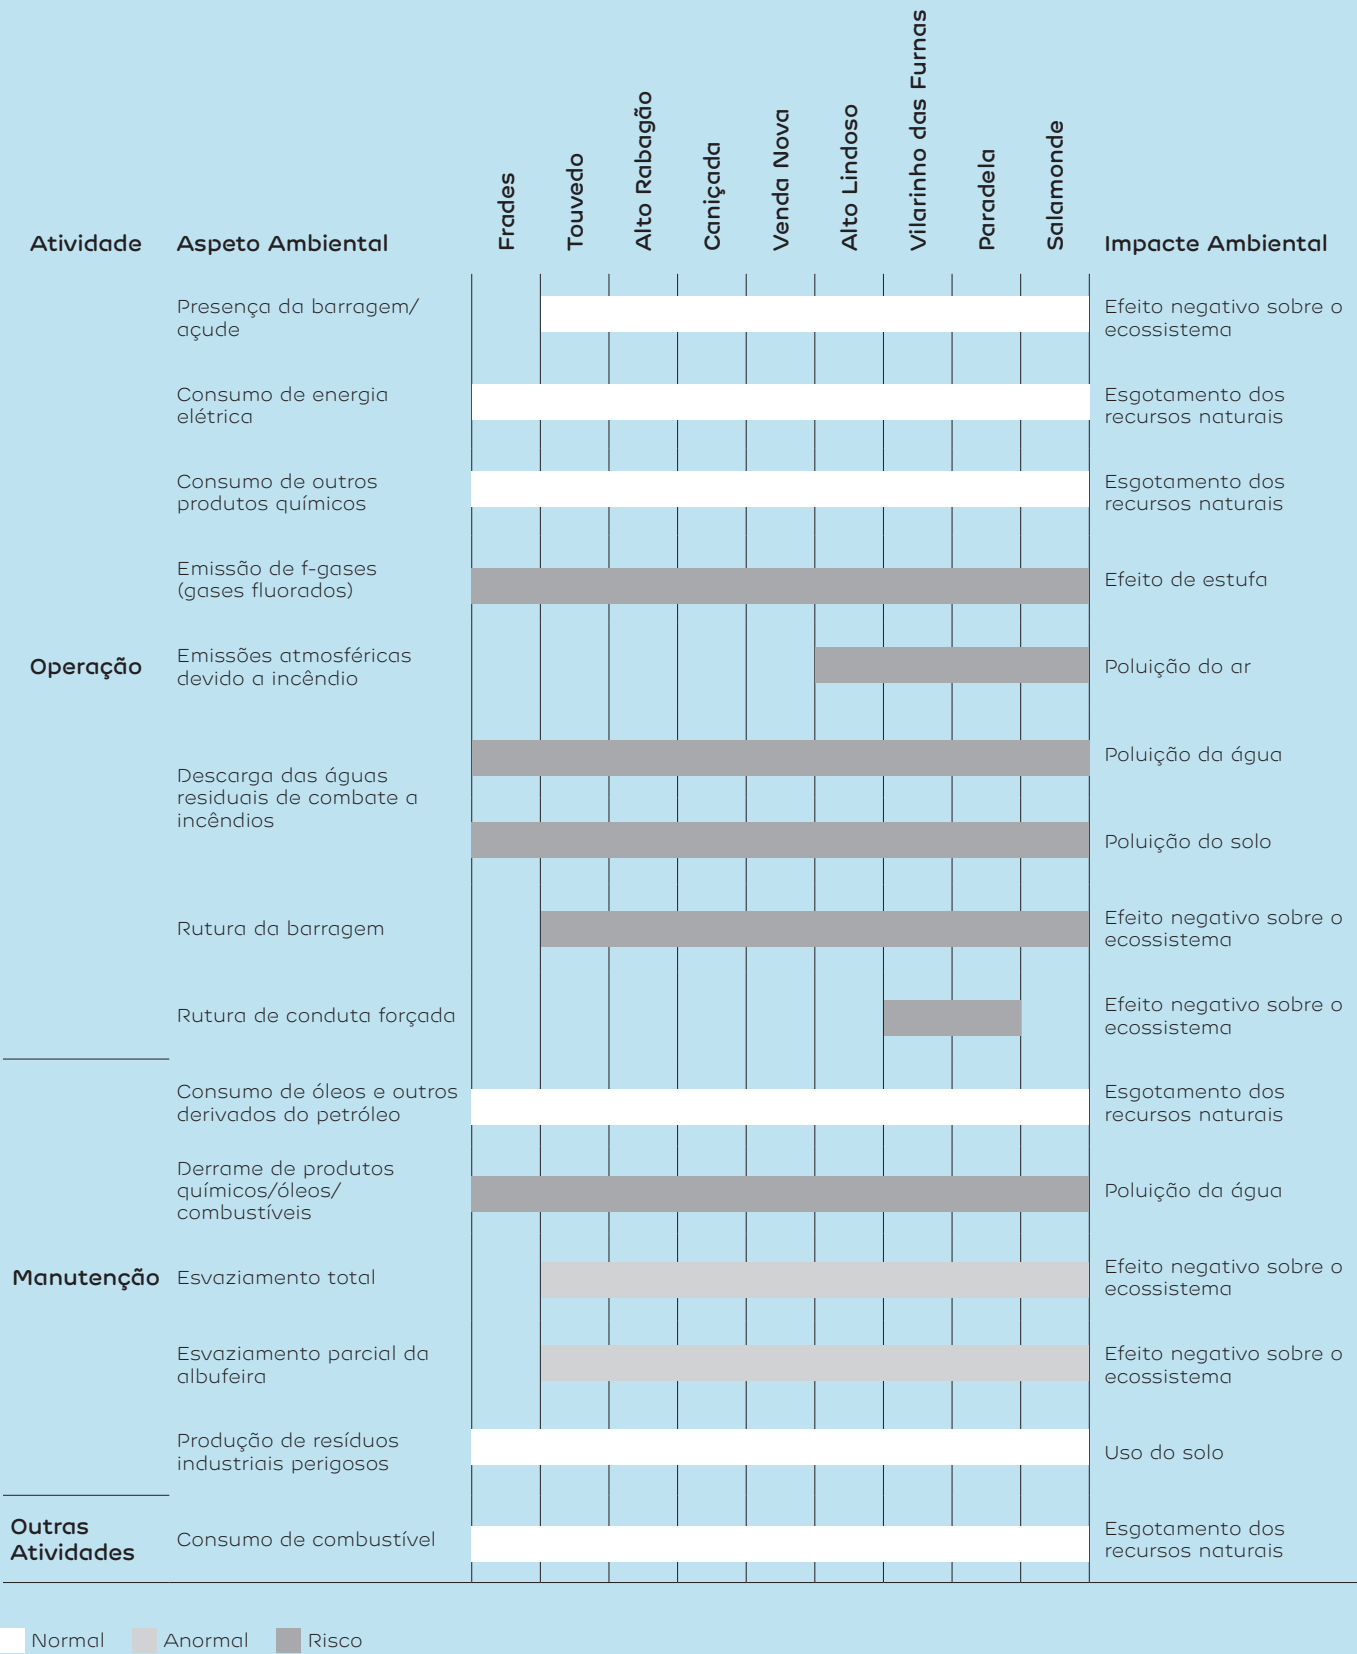 Atividade
Aspeto Ambiental
Frades
Touvedo
Alto Rabagão
Caniçada
Venda Nova
Alto Lindoso
Vilarinho das Furnas
Paradela
Salamonde
Impacte Ambiental
Operação
Presença da barragem/
açude
Efeito negativo sobre o
ecossistema
Consumo de energia
elétrica
Esgotamento dos
recursos naturais
Consumo de outros
produtos químicos
Esgotamento dos
recursos naturais
Emissão de f-gases
(gases fluorados)
Efeito de estufa
Emissões atmosféricas
devido a incêndio
Poluição do ar
Descarga das águas
residuais de combate a
incêndios
Poluição da água
Poluição do solo
Rutura da barragem
Efeito negativo sobre o
ecossistema
Rutura de conduta forçada
Efeito negativo sobre o
ecossistema
Manutenção
Consumo de óleos e outros
derivados do petróleo
Esgotamento dos
recursos naturais
Derrame de produtos
químicos/óleos/
combustíveis
Poluição da água
Esvaziamento total
Efeito negativo sobre o
ecossistema
Esvaziamento parcial da
albufeira
Efeito negativo sobre o
ecossistema
Produção de resíduos
industriais perigosos
Uso do solo
Outras
Atividades
Consumo de combustível
Esgotamento dos
recursos naturais
Normal
Anormal
Risco